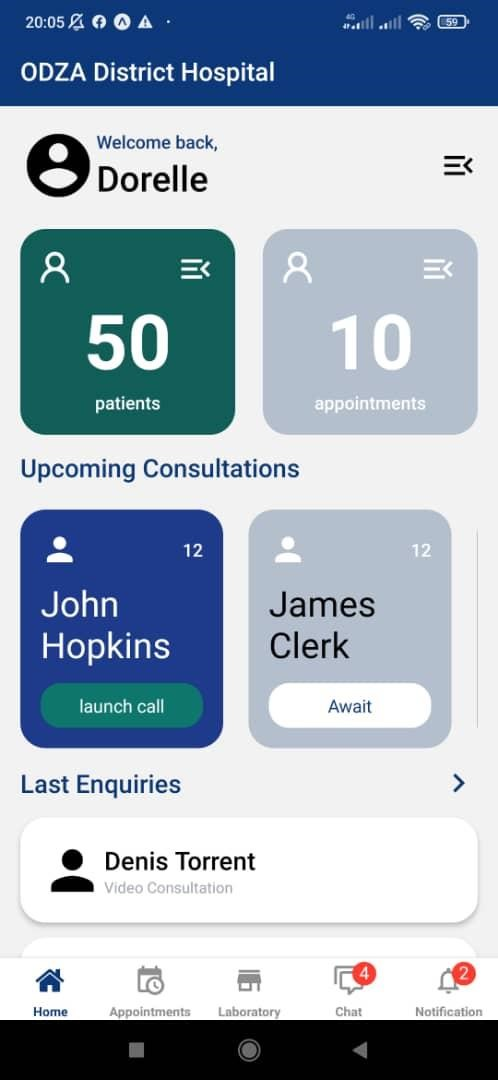 20:05
4G
59
ODZA District Hospital
Welcome back,
Dorelle
50
patients
10
appointments
Upcoming Consultations
12
John
Hopkins
launch call
12
James
Clerk
Await
Last Enquiries
Denis Torrent
Video Consultation
Home
Appointments
Laboratory
4
Chat
2
Notification